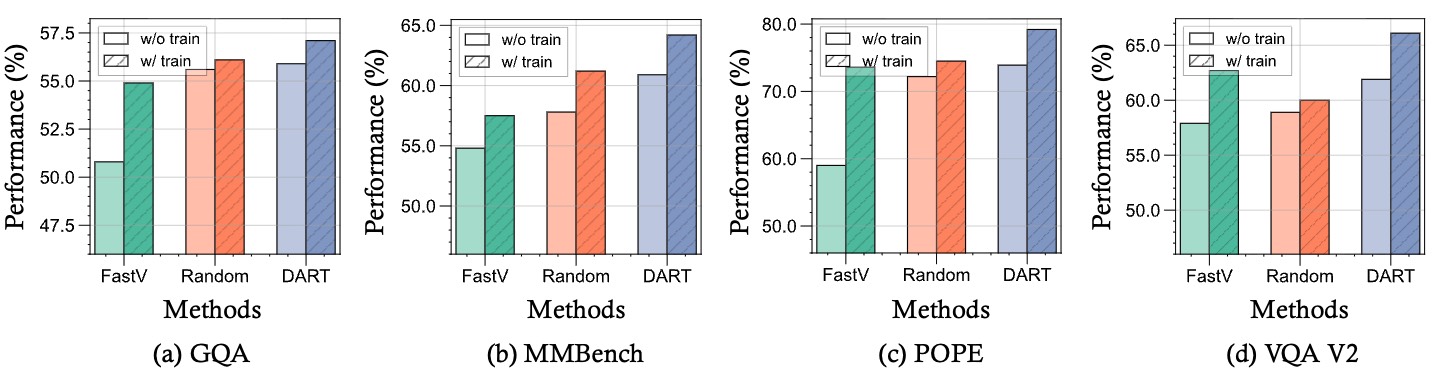 Performance (%)
57.5
55.0
52.5
50.0
47.5
w/o train
w/ train
FastV Random DART
Methods
(a) GQA
Performance (%)
65.0
60.0
55.0
50.0
w/o train
w/ train
FastV Random DART
Methods
(b) MMBench
Performance (%)
80.0
70.0
60.0
50.0
w/o train
w/ train
FastV Random DART
Methods
(c) POPE
Performance (%)
65.0
60.0
55.0
50.0
w/o train
w/ train
FastV Random DART
Methods
(d) VQA V2